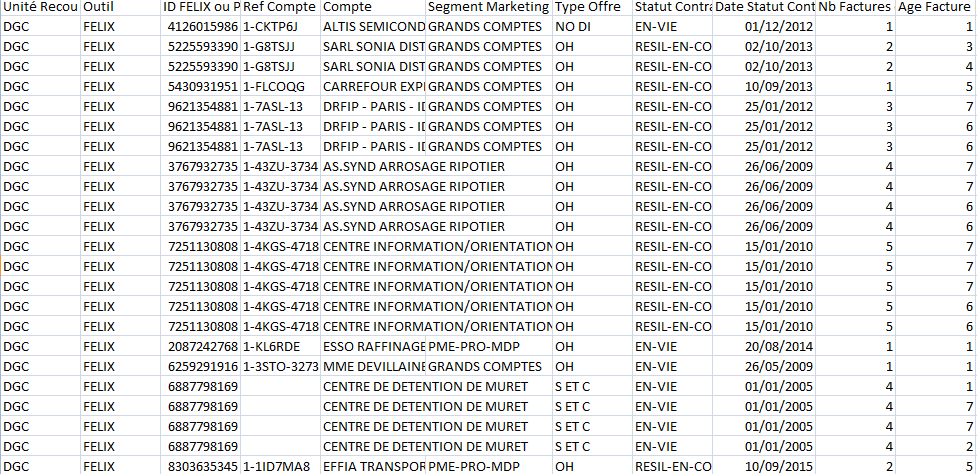 Unité Recou Outil ID FELIX ou P Ref Compte Compte Segment Marketing Type Offre Statut Contra Date Statut Cont Nb Factures Age Facture
DGC FELIX 4126015986 1-CKTP6J ALTIS SEMICOND GRANDS COMPTES NO DI EN-VIE 01/12/2012 1 1
DGC FELIX 5225593390 1-G8TSJJ SARL SONIA DIST GRANDS COMPTES OH RESIL-EN-CO 02/10/2013 2 3
DGC FELIX 5225593390 1-G8TSJJ SARL SONIA DIST GRANDS COMPTES OH RESIL-EN-CO 02/10/2013 2 4
DGC FELIX 5430931951 1-FLCOQG CARREFOUR EXPI GRANDS COMPTES OH RESIL-EN-CO 10/09/2013 1 5
DGC FELIX 9621354881 1-7ASL-13 DRFIP - PARIS - ID GRANDS COMPTES OH RESIL-EN-CO 25/01/2012 3 7
DGC FELIX 9621354881 1-7ASL-13 DRFIP - PARIS - ID GRANDS COMPTES OH RESIL-EN-CO 25/01/2012 3 6
DGC FELIX 9621354881 1-7ASL-13 DRFIP - PARIS - ID GRANDS COMPTES OH RESIL-EN-CO 25/01/2012 3 6
DGC FELIX 3767932735 1-43ZU-3734 AS.SYND ARROSAGE RIPOTIER OH RESIL-EN-CO 26/06/2009 4 7
DGC FELIX 3767932735 1-43ZU-3734 AS.SYND ARROSAGE RIPOTIER OH RESIL-EN-CO 26/06/2009 4 7
DGC FELIX 3767932735 1-43ZU-3734 AS.SYND ARROSAGE RIPOTIER OH RESIL-EN-CO 26/06/2009 4 6
DGC FELIX 3767932735 1-43ZU-3734 AS.SYND ARROSAGE RIPOTIER OH RESIL-EN-CO 26/06/2009 4 6
DGC FELIX 7251130808 1-4KGS-4718 CENTRE INFORMATION/ORIENTATION OH RESIL-EN-CO 15/01/2010 5 7
DGC FELIX 7251130808 1-4KGS-4718 CENTRE INFORMATION/ORIENTATION OH RESIL-EN-CO 15/01/2010 5 7
DGC FELIX 7251130808 1-4KGS-4718 CENTRE INFORMATION/ORIENTATION OH RESIL-EN-CO 15/01/2010 5 7
DGC FELIX 7251130808 1-4KGS-4718 CENTRE INFORMATION/ORIENTATION OH RESIL-EN-CO 15/01/2010 5 6
DGC FELIX 7251130808 1-4KGS-4718 CENTRE INFORMATION/ORIENTATION OH RESIL-EN-CO 15/01/2010 5 6
DGC FELIX 2087242768 1-KL6RDE ESSO RAFFINAGE PME-PRO-MDP OH EN-VIE 20/08/2014 1 1
DGC FELIX 6259291916 1-3STO-3273 MME DEVILLAINE GRANDS COMPTES OH EN-VIE 26/05/2009 1 1
DGC FELIX 6887798169 CENTRE DE DETENTION DE MURET S ET C EN-VIE 01/01/2005 4 1
DGC FELIX 6887798169 CENTRE DE DETENTION DE MURET S ET C EN-VIE 01/01/2005 4 7
DGC FELIX 6887798169 CENTRE DE DETENTION DE MURET S ET C EN-VIE 01/01/2005 4 7
DGC FELIX 6887798169 CENTRE DE DETENTION DE MURET S ET C EN-VIE 01/01/2005 4 2
DGC FELIX 8303635345 1-1ID7MA8 EFFIA TRANSPOR PME-PRO-MDP OH RESIL-EN-CO 10/09/2015 2 5